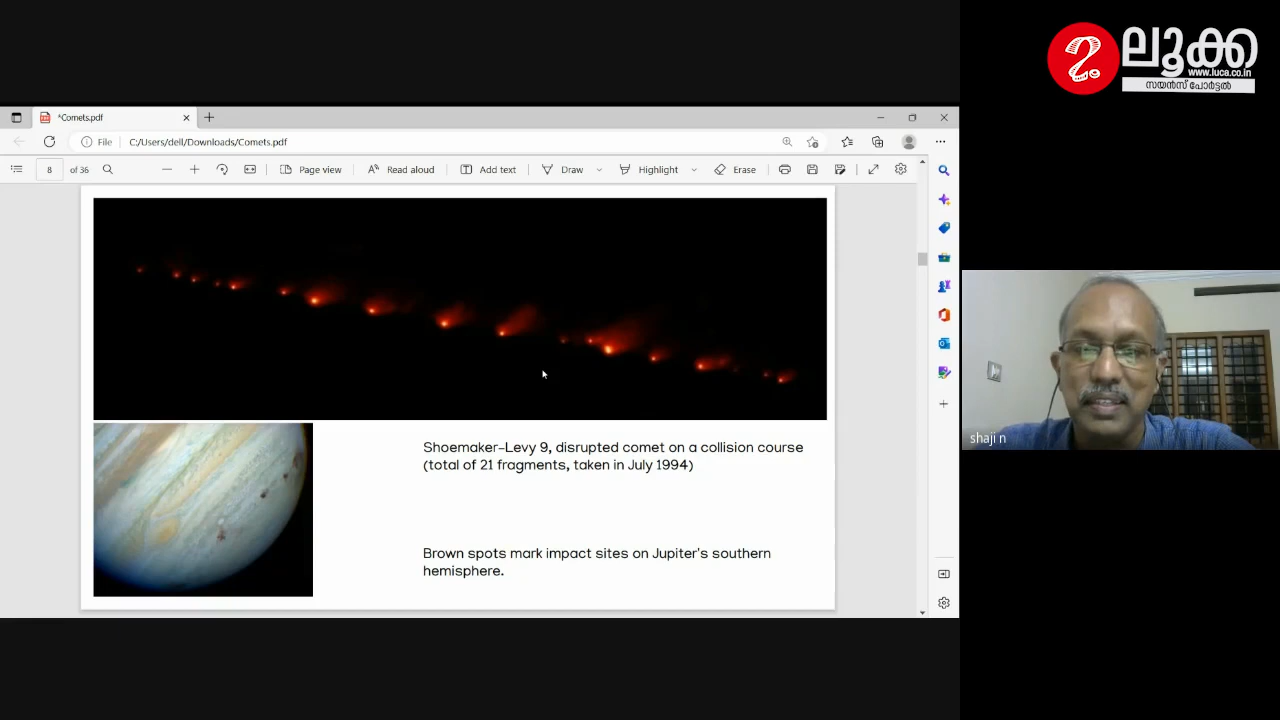 ലൂക്ക
www.luca.co.in
സയൻസ് പോർട്ടൽ
*Comets.pdf
File C:/Users/dell/Downloads/Comets.pdf
8 of 36 Page view Read aloud Add text Draw Highlight Erase
Shoemaker–Levy 9, disrupted comet on a collision course
(total of 21 fragments, taken in July 1994)
Brown spots mark impact sites on Jupiter's southern
hemisphere.
shaji n